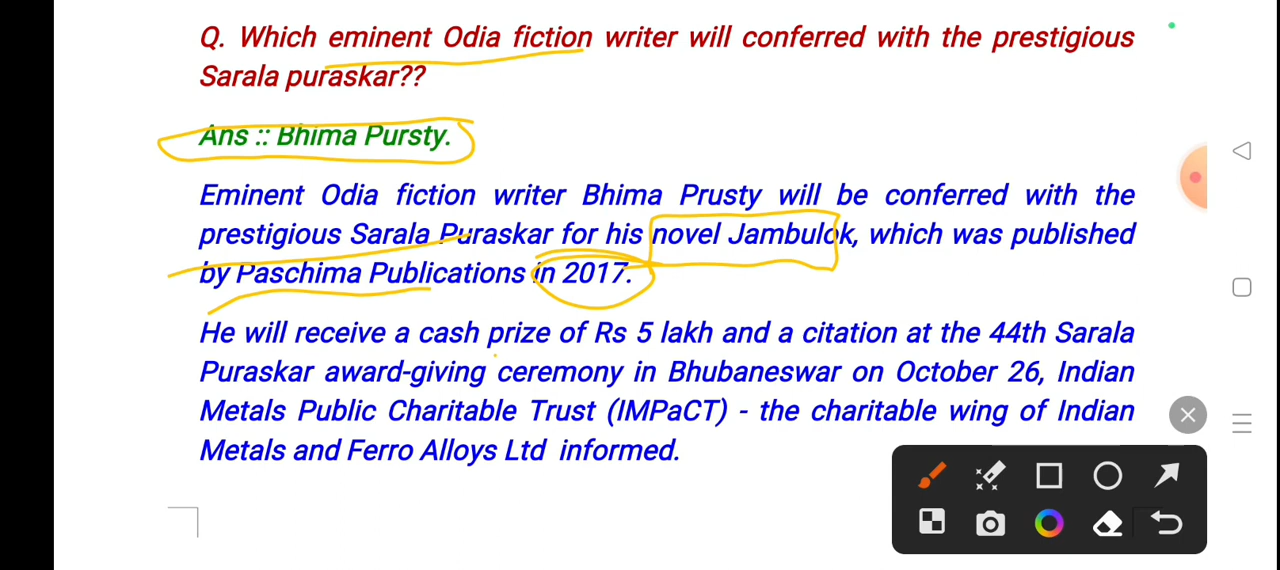 Q. Which eminent Odia fiction writer will conferred with the prestigious
Sarala puraskar??
Ans :: Bhima Pursty.
Eminent Odia fiction writer Bhima Prusty will be conferred with the
prestigious Sarala Puraskar for his novel Jambulok, which was published
by Paschima Publications in 2017.
He will receive a cash prize of Rs 5 lakh and a citation at the 44th Sarala
Puraskar award-giving ceremony in Bhubaneswar on October 26, Indian
Metals Public Charitable Trust (IMPaCT) - the charitable wing of Indian
Metals and Ferro Alloys Ltd informed.